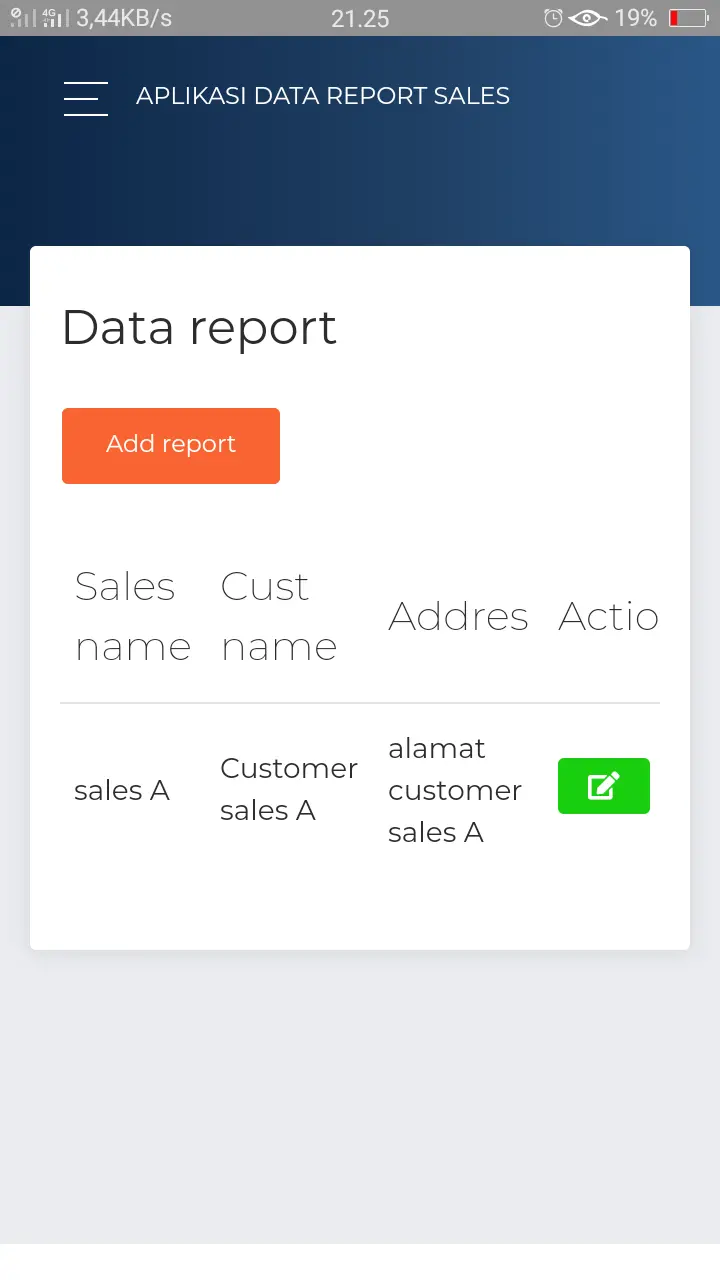 4G 3,44KB/s 21.25 19%
APLIKASI DATA REPORT SALES
Data report
Add report
Sales name Cust name Addres Actio
sales A Customer sales A alamat customer sales A